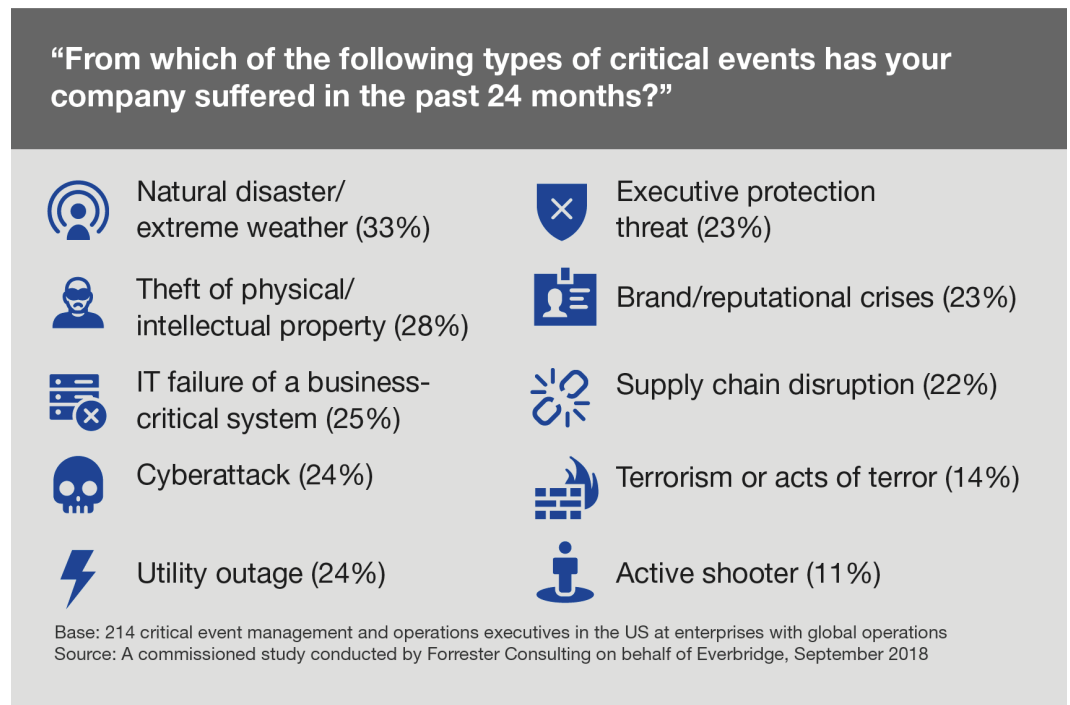 “From which of the following types of critical events has your
company suffered in the past 24 months?”
Natural disaster/
extreme weather (33%)
Theft of physical/
intellectual property (28%)
IT failure of a business-
critical system (25%)
Cyberattack (24%)
Utility outage (24%)
Executive protection
threat (23%)
Brand/reputational crises (23%)
Supply chain disruption (22%)
Terrorism or acts of terror (14%)
Active shooter (11%)
Base: 214 critical event management and operations executives in the US at enterprises with global operations
Source: A commissioned study conducted by Forrester Consulting on behalf of Everbridge, September 2018